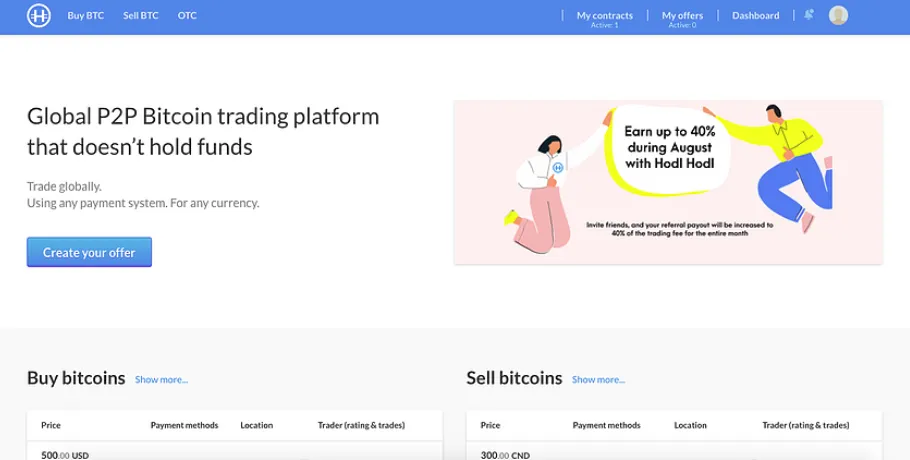 Buy BTC Sell BTC OTC My contracts My offers Dashboard
Active: 1 Active: 0
Global P2P Bitcoin trading platform
that doesn't hold funds
Trade globally.
Using any payment system. For any currency.
Create your offer
Earn up to 40%
during August
with Hodl Hodl
Invite friends, and your referral payout will be increased to
40% of the trading fee for the entire month
Buy bitcoins Show more...
Price Payment methods Location Trader (rating & trades)
500.00 USD
Sell bitcoins Show more...
Price Payment methods Location Trader (rating & trades)
300.00 CND